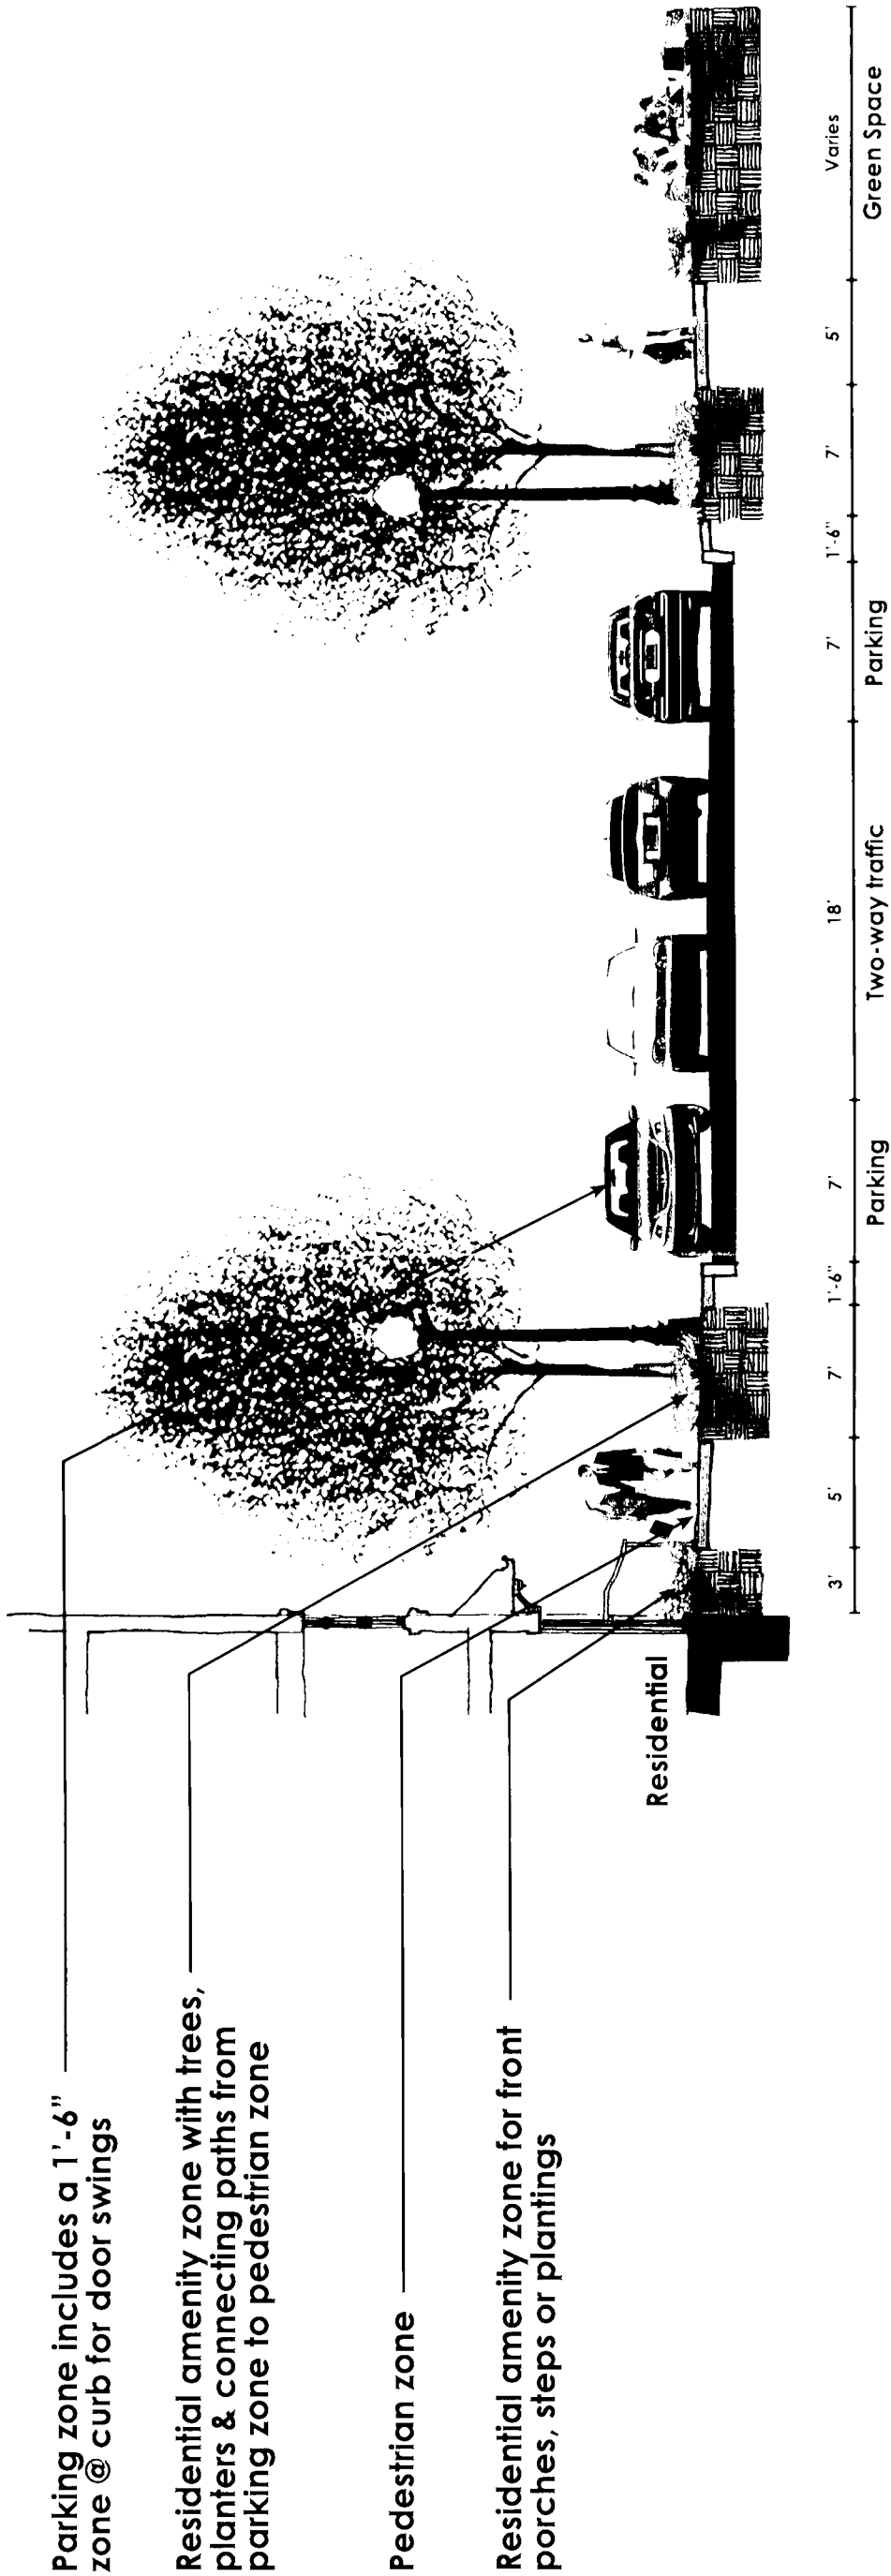 Parking zone includes a 1'-6"
zone @ curb for door swings
Residential amenity zone with trees,
planters & connecting paths from
parking zone to pedestrian zone
Pedestrian zone
Residential amenity zone for front
porches, steps or plantings
Residential
3' 5' 7' 1'-6" 7' 18' 7' 1'-6" 7' 5' Varies
Parking Two-way traffic Parking Green Space